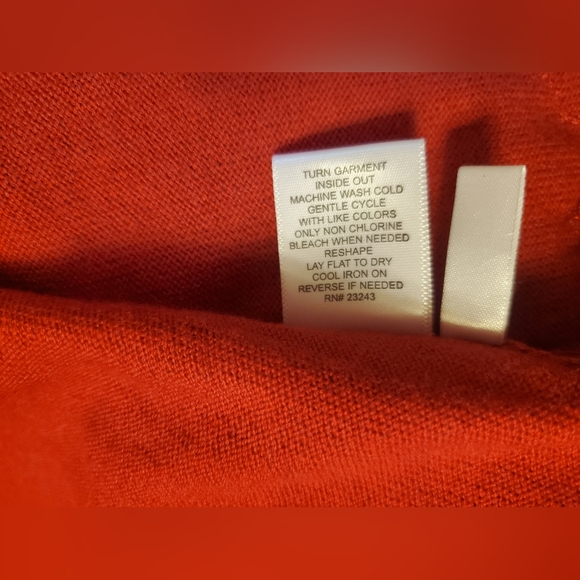 TURN GARMENT
INSIDE OUT
MACHINE WASH COLD
GENTLE CYCLE
WITH LIKE COLORS
ONLY NON CHLORINE
BLEACH WHEN NEEDED
RESHAPE
LAY FLAT TO DRY
COOL IRON ON
REVERSE IF NEEDED
RN# 23243